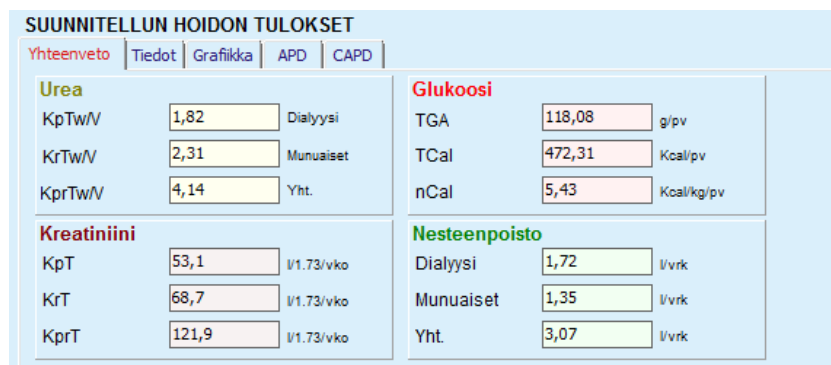 SUUNNITELLUN HOIDON TULOKSET
Yhteenveto Tiedot Grafiikka APD CAPD
Urea
KpTw/V 1,82 Dialyysi
KrTw/V 2,31 Munuaiset
KprTw/V 4,14 Yht.
Glukoosi
TGA 118,08 g/pv
TCal 472,31 Kcal/pv
nCal 5,43 Kcal/kg/pv
Kreatiniini
KpT 53,1 l/1.73/vko
KrT 68,7 l/1.73/vko
KprT 121,9 l/1.73/vko
Nesteenpoisto
Dialyysi 1,72 l/vrk
Munuaiset 1,35 l/vrk
Yht. 3,07 l/vrk